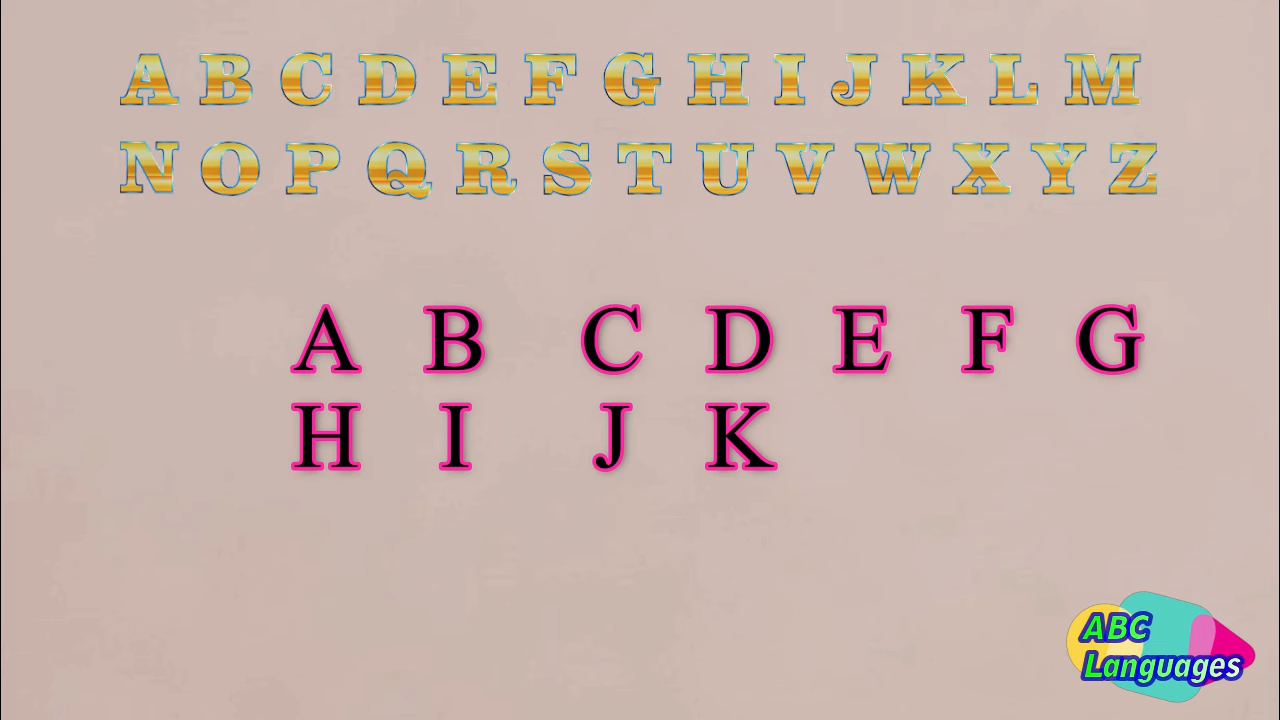 A B C D E F G H I J K L M
N O P Q R S T U V W X Y Z
A B C D E F G
H I J K
ABC
Languages